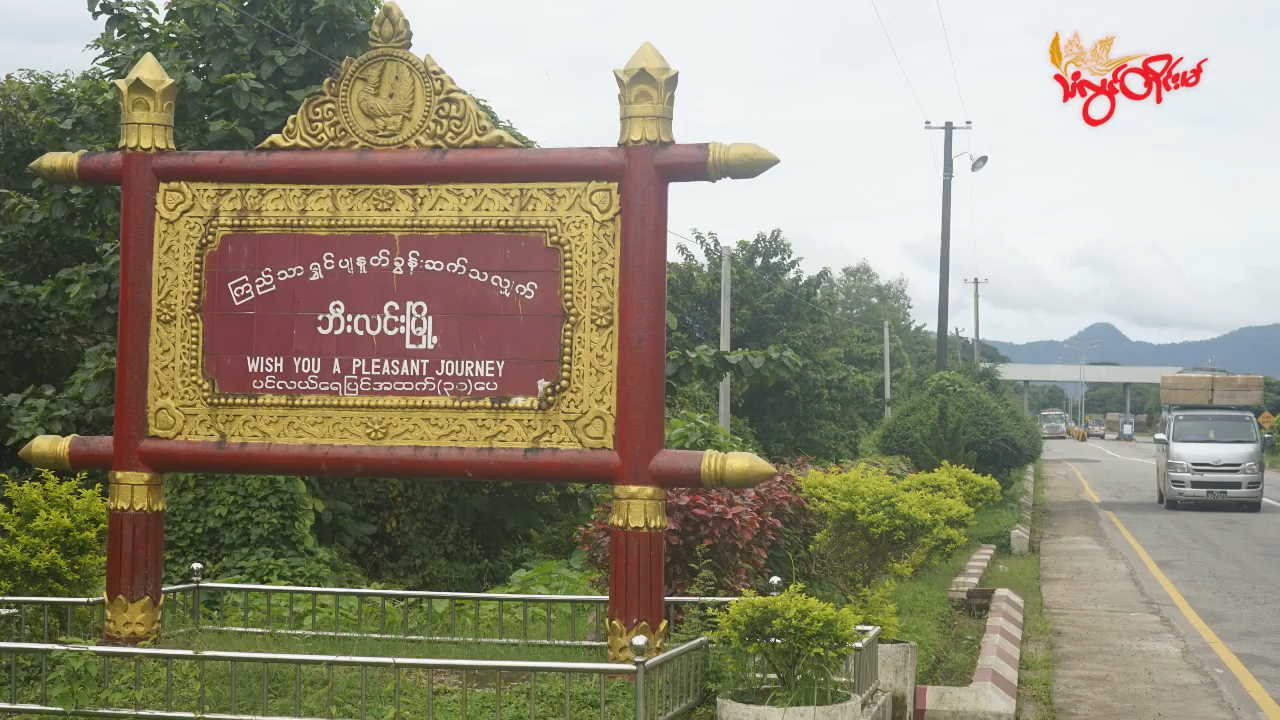 ကြည်သာရွှင်ပျနှုတ်ခွန်းဆက်သလျှက်
ဘီးလင်းမြို့
WISH YOU A PLEASANT JOURNEY
ပင်လယ်ရေပြင်အထက်(၃၁)ပေ